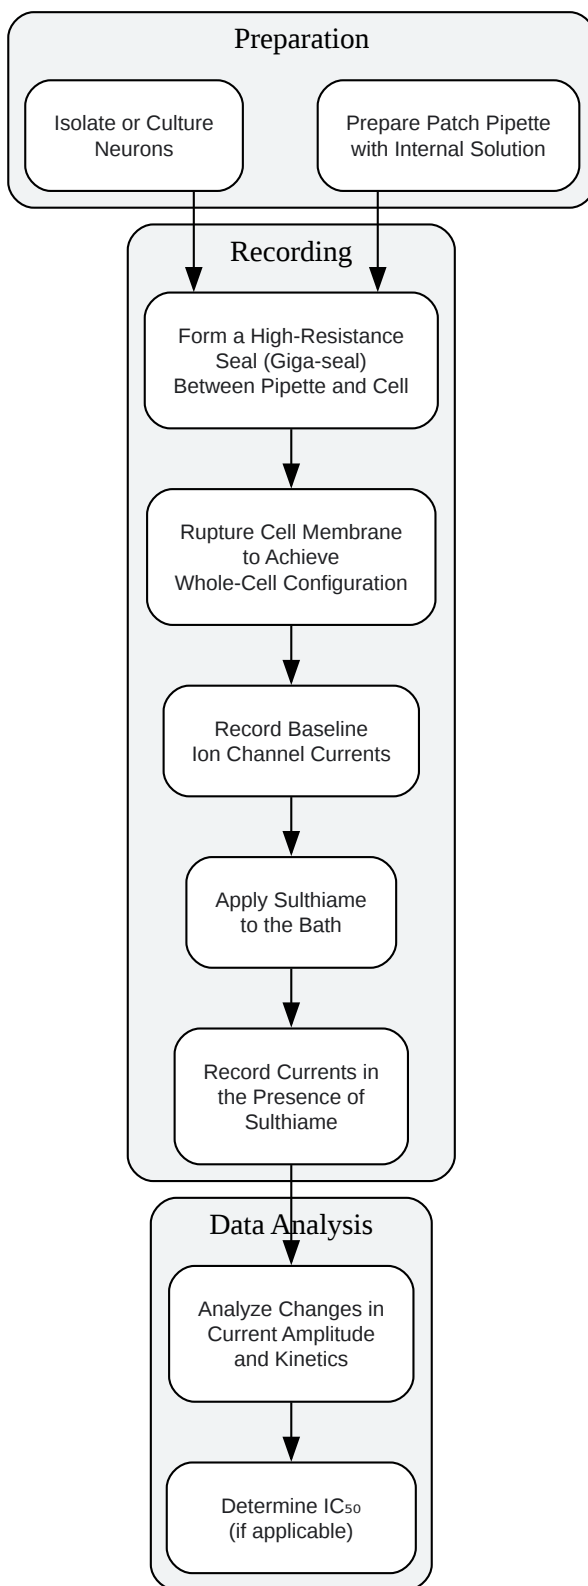 Preparation
Isolate or Culture
Neurons
Prepare Patch Pipette
with Internal Solution
Recording
Form a High-Resistance
Seal (Giga-seal)
Between Pipette and Cell
Rupture Cell Membrane
to Achieve
Whole-Cell Configuration
Record Baseline
Ion Channel Currents
Apply Sulthiame
to the Bath
Record Currents in
the Presence of
Sulthiame
Data Analysis
Analyze Changes in
Current Amplitude
and Kinetics
Determine IC₅₀
(if applicable)